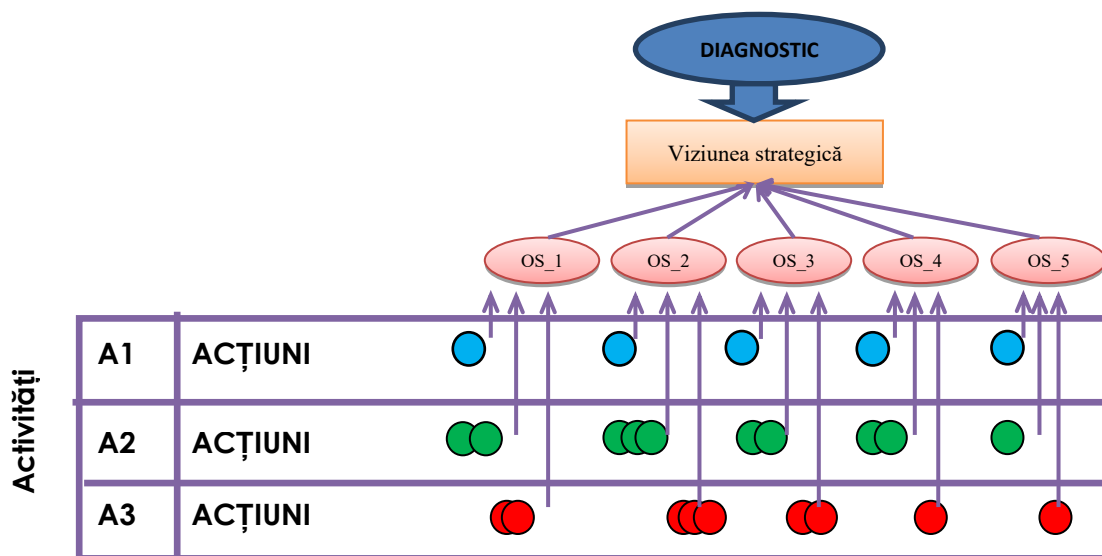 DIAGNOSTIC
Viziunea strategică
OS_1 OS_2 OS_3 OS_4 OS_5
Activități
A1 ACȚIUNI
A2 ACȚIUNI
A3 ACȚIUNI